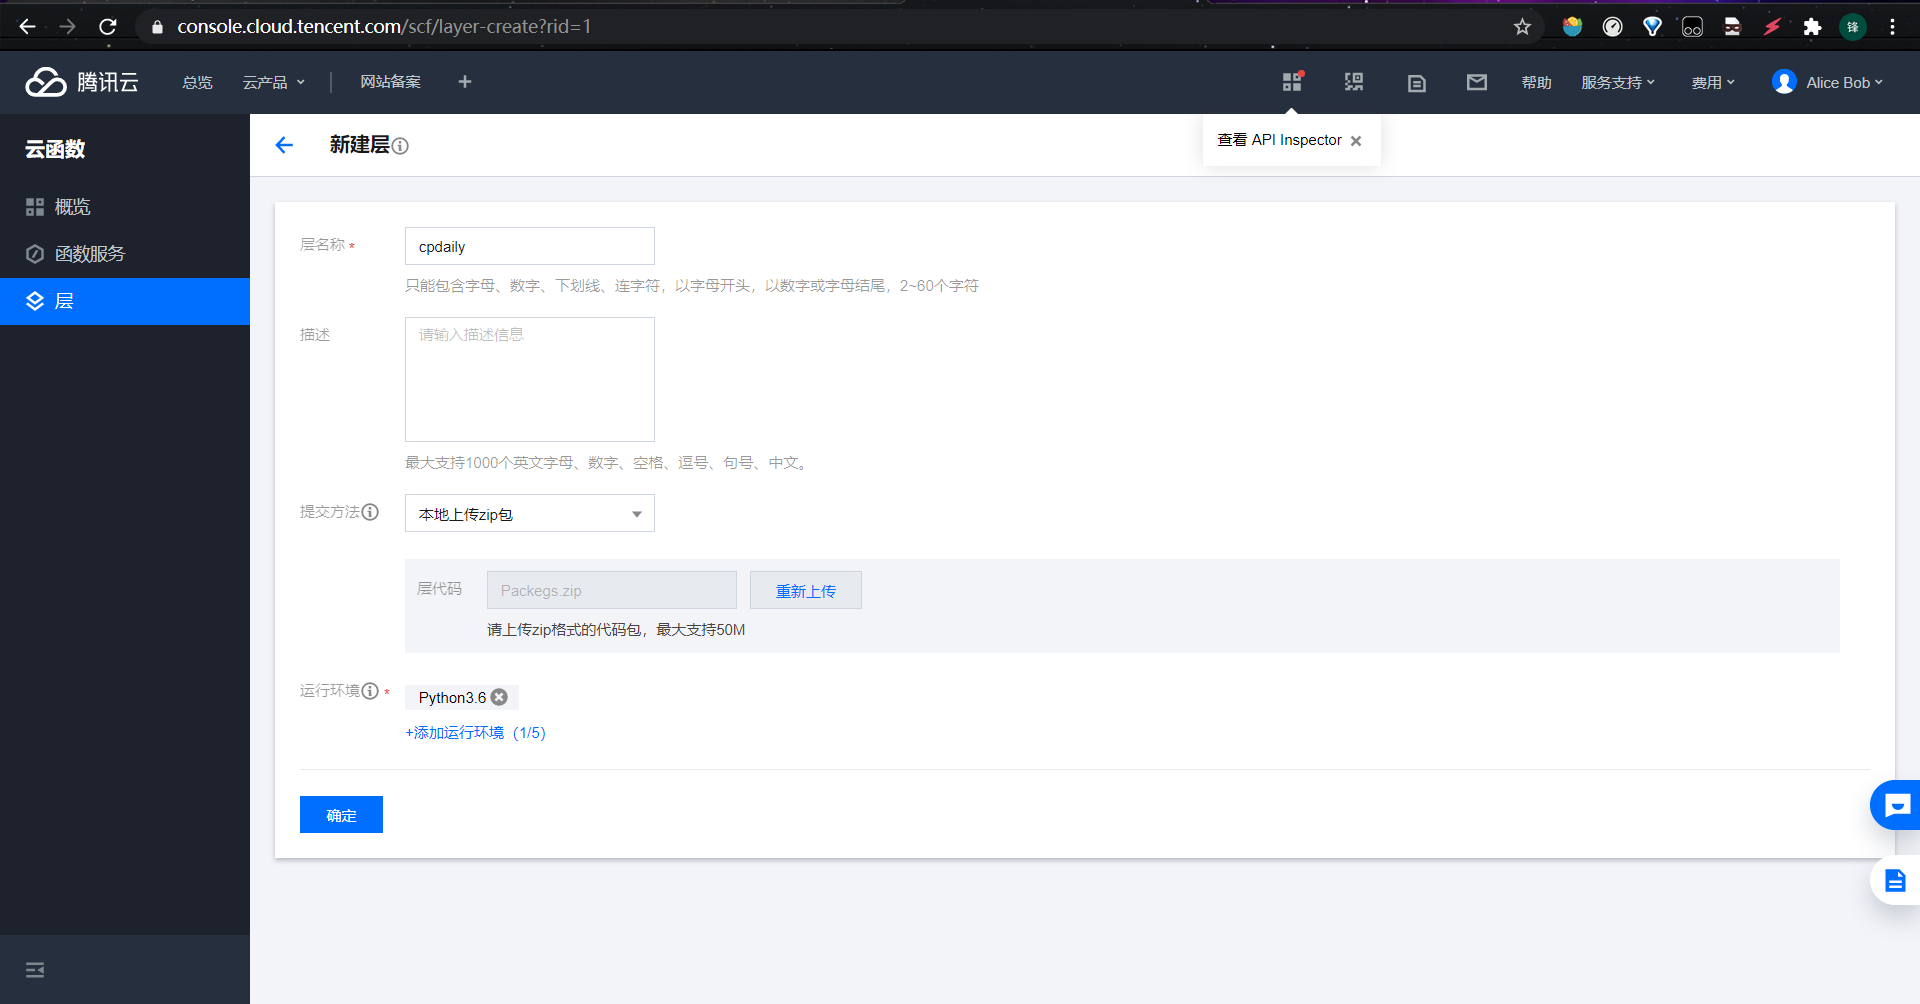 console.cloud.tencent.com/scf/layer-create?rid=1
锋
腾讯云
总览
云产品
网站备案
帮助
服务支持
费用
Alice Bob
云函数
概览
函数服务
层
新建层
查看 API Inspector
层名称 *
cpdaily
只能包含字母、数字、下划线、连字符，以字母开头，以数字或字母结尾，2~60个字符
描述
请输入描述信息
最大支持1000个英文字母、数字、空格、逗号、句号、中文。
提交方法
本地上传zip包
层代码
Packegs.zip
重新上传
请上传zip格式的代码包，最大支持50M
运行环境 *
Python3.6
+添加运行环境（1/5）
确定